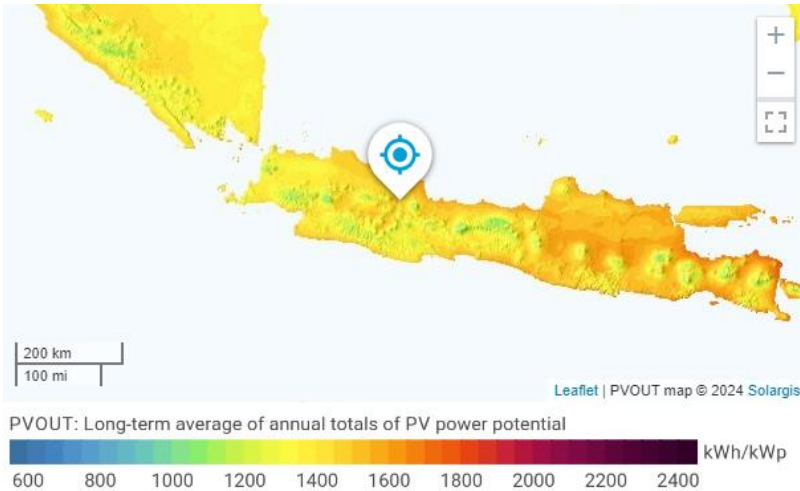 +
−
200 km
100 mi
Leaflet | PVOUT map © 2024 Solargis
PVOUT: Long-term average of annual totals of PV power potential
kWh/kWp
600 800 1000 1200 1400 1600 1800 2000 2200 2400